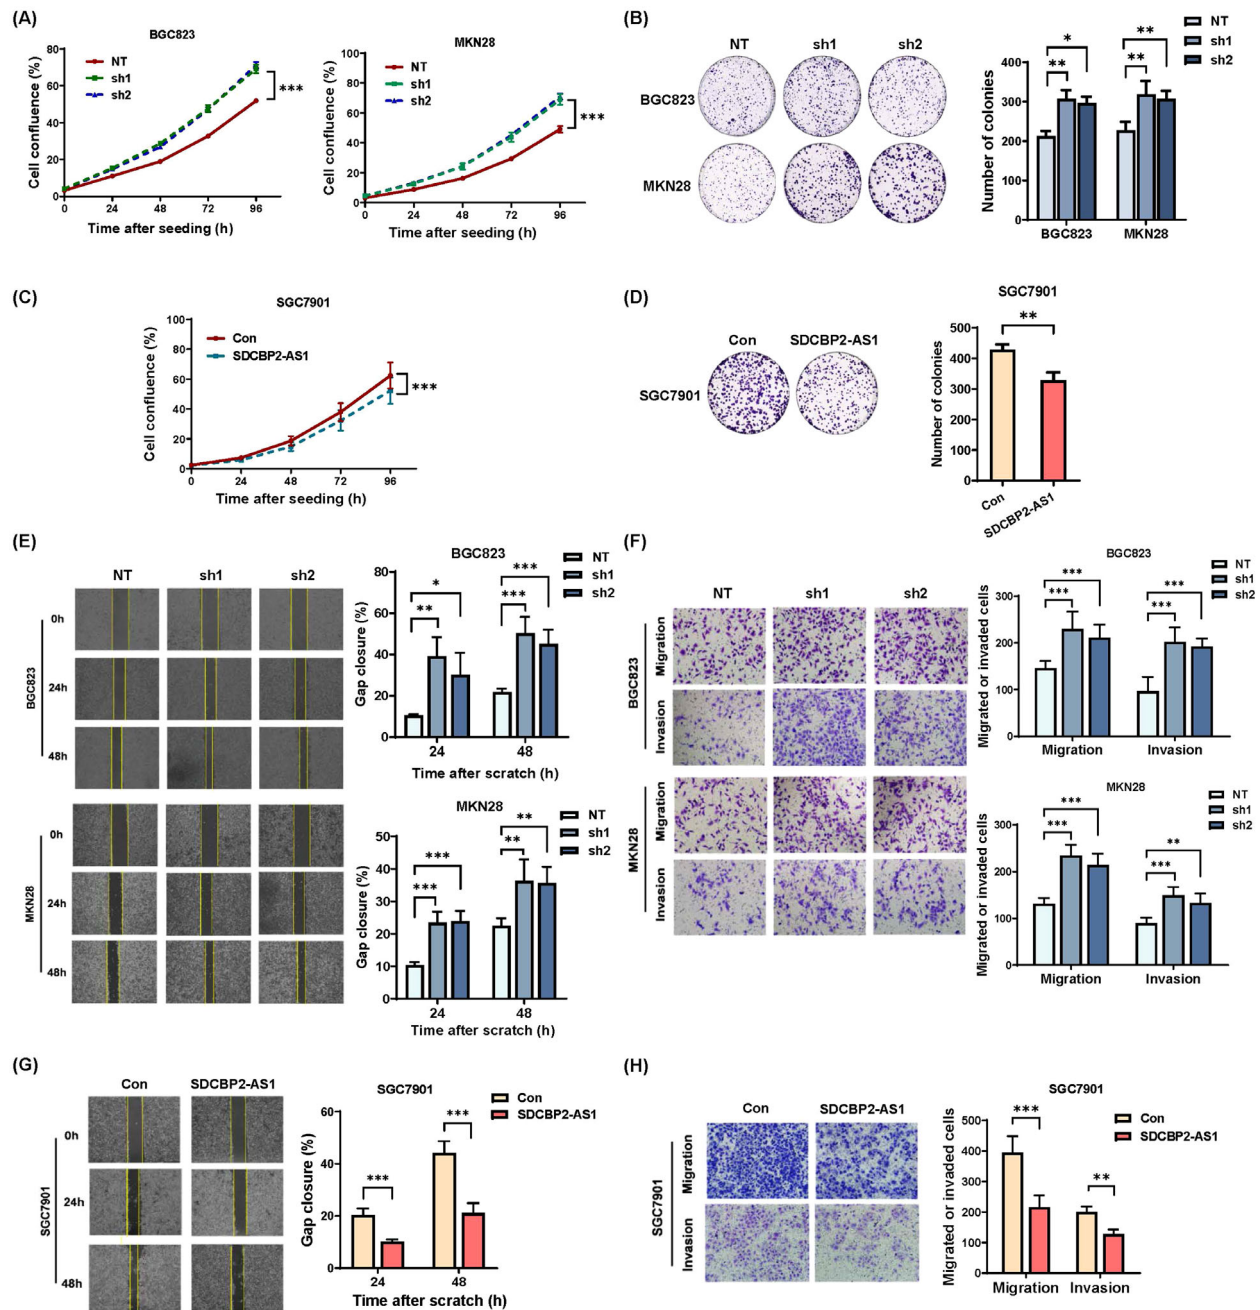 (A)
BGC823
Cell confluence (%)
80
60
40
20
0
NT
sh1
sh2
***
0 24 48 72 96
Time after seeding (h)
MKN28
Cell confluence (%)
100
80
60
40
20
0
NT
sh1
sh2
***
0 24 48 72 96
Time after seeding (h)
(B)
NT sh1 sh2
BGC823
MKN28
Number of colonies
400
300
200
100
0
NT
sh1
sh2
* **
** **
BGC823 MKN28
(C)
SGC7901
Cell confluence (%)
100
80
60
40
20
0
Con
SDCBP2-AS1
***
0 24 48 72 96
Time after seeding (h)
(D)
Con SDCBP2-AS1
SGC7901
SGC7901
Number of colonies
500
400
300
200
100
0
**
Con
SDCBP2-AS1
(E)
NT sh1 sh2
BGC823
0h
24h
48h
MKN28
0h
24h
48h
BGC823
Gap closure (%)
80
60
40
20
0
NT
sh1
sh2
* ***
** ***
24 48
Time after scratch (h)
MKN28
Gap closure (%)
50
40
30
20
10
0
NT
sh1
sh2
*** **
*** **
24 48
Time after scratch (h)
(F)
NT sh1 sh2
BGC823
Migration
Invasion
MKN28
Migration
Invasion
BGC823
Migrated or invaded cells
300
200
100
0
NT
sh1
sh2
*** ***
*** ***
Migration Invasion
MKN28
Migrated or invaded cells
300
200
100
0
NT
sh1
sh2
*** **
*** ***
Migration Invasion
(G)
Con SDCBP2-AS1
SGC7901
0h
24h
48h
SGC7901
Gap closure (%)
60
40
20
0
Con
SDCBP2-AS1
*** ***
24 48
Time after scratch (h)
(H)
Con SDCBP2-AS1
SGC7901
Migration
Invasion
SGC7901
Migrated or invaded cells
500
400
300
200
100
0
Con
SDCBP2-AS1
*** **
Migration Invasion